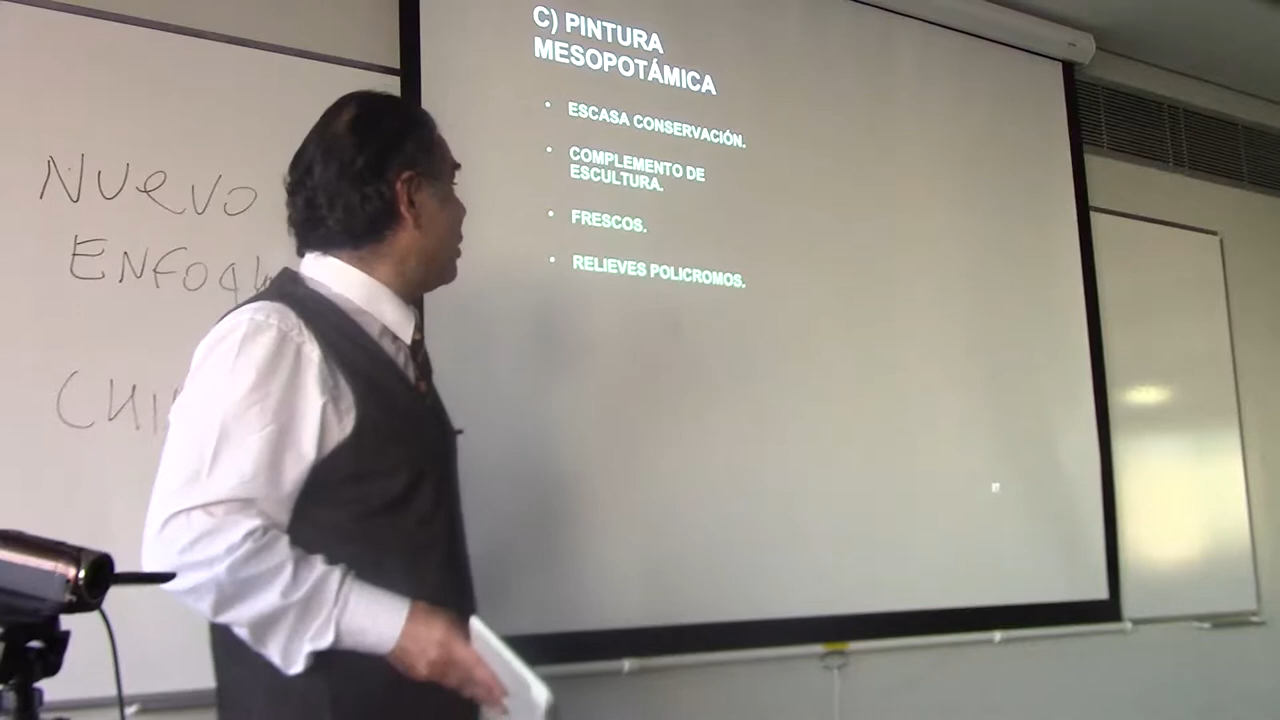 C) PINTURA
MESOPOTÁMICA
• ESCASA CONSERVACIÓN.
• COMPLEMENTO DE
ESCULTURA.
• FRESCOS.
• RELIEVES POLICROMOS.
NUEVO